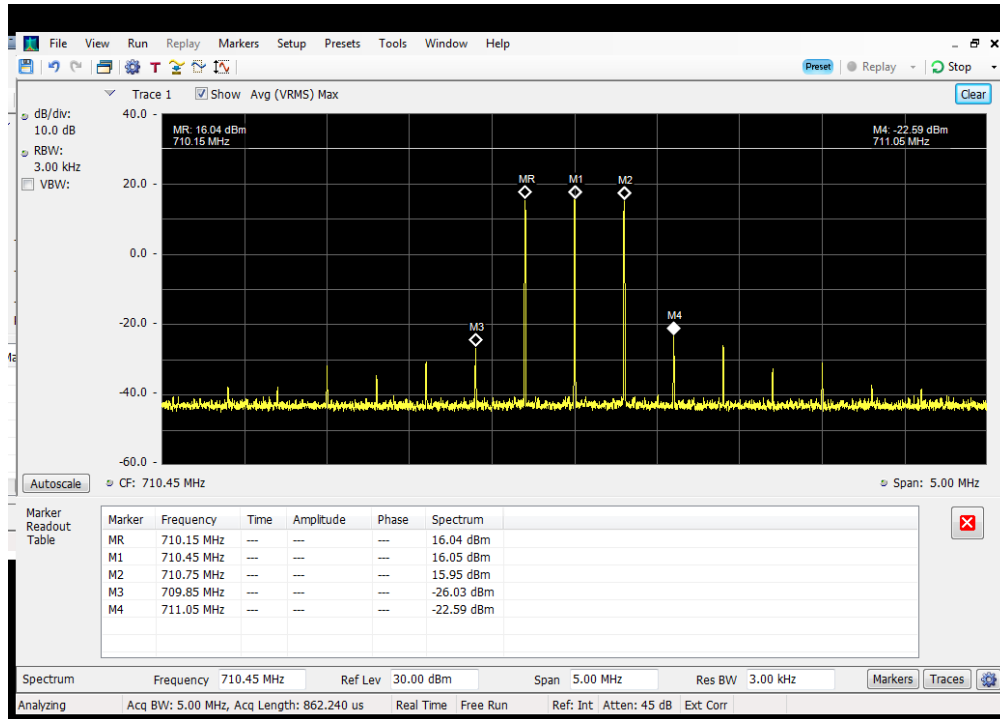 File View Run Replay Markers Setup Presets Tools Window Help
T Preset Replay Stop
Trace 1 Show Avg (VRMS) Max Clear
dB/div:
10.0 dB
RBW:
3.00 kHz
VBW:
40.0
20.0
0.0
-20.0
-40.0
-60.0
MR: 16.04 dBm
710.15 MHz
M4: -22.59 dBm
711.05 MHz
MR M1 M2
M3
M4
Autoscale CF: 710.45 MHz Span: 5.00 MHz
Marker
Readout
Table
Marker Frequency Time Amplitude Phase Spectrum
MR 710.15 MHz --- --- --- 16.04 dBm
M1 710.45 MHz --- --- --- 16.05 dBm
M2 710.75 MHz --- --- --- 15.95 dBm
M3 709.85 MHz --- --- --- -26.03 dBm
M4 711.05 MHz --- --- --- -22.59 dBm
Spectrum Frequency 710.45 MHz Ref Lev 30.00 dBm Span 5.00 MHz Res BW 3.00 kHz Markers Traces
Analyzing Acq BW: 5.00 MHz, Acq Length: 862.240 us Real Time Free Run Ref: Int Atten: 45 dB Ext Corr